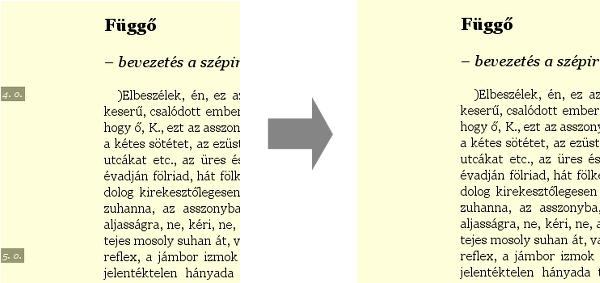 Függő
– bevezetés a szépir
4. o.
)Elbeszélek, én, ez az
keserű, csalódott ember
hogy ő, K., ezt az asszon
a kétes sötétet, az ezüst
utcákat etc., az üres és
évadján fölriad, hát fölk
dolog kirekesztőlegesen
zuhanna, az asszonyba
aljasságra, ne, kéri, ne,
tejes mosoly suhan át, va
5. o.
reflex, a jámbor izmok
jelentéktelen hányada
Függő
– bevezetés a szépir
)Elbeszélek, én, ez az
keserű, csalódott ember
hogy ő, K., ezt az asszony
a kétes sötétet, az ezüst
utcákat etc., az üres és
évadján fölriad, hát fölke
dolog kirekesztőlegesen
zuhanna, az asszonyba
aljasságra, ne, kéri, ne, a
tejes mosoly suhan át, va
reflex, a jámbor izmok
jelentéktelen hányada t